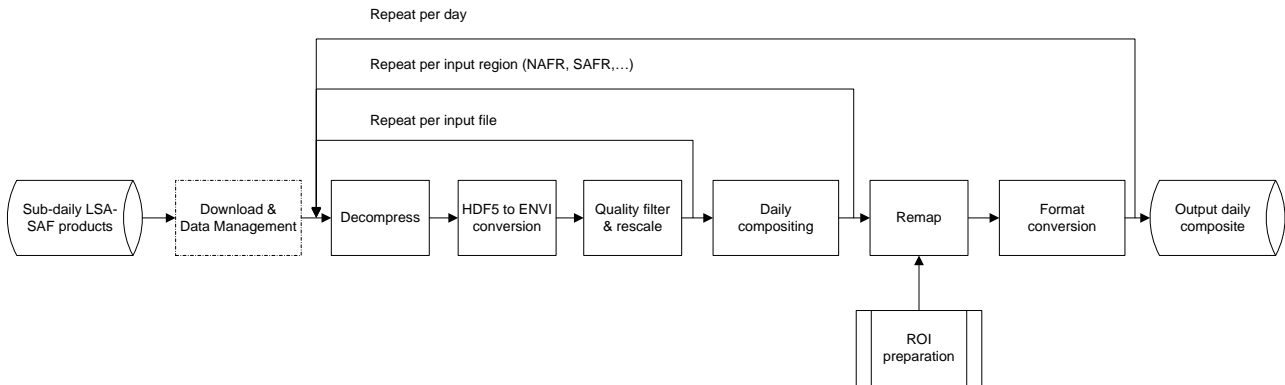 Repeat per day
Repeat per input region (NAFR, SAFR,...)
Repeat per input file
Sub-daily LSA-
SAF products
Download &
Data Management
Decompress
HDF5 to ENVI
conversion
Quality filter
& rescale
Daily
compositing
Remap
Format
conversion
Output daily
composite
ROI
preparation